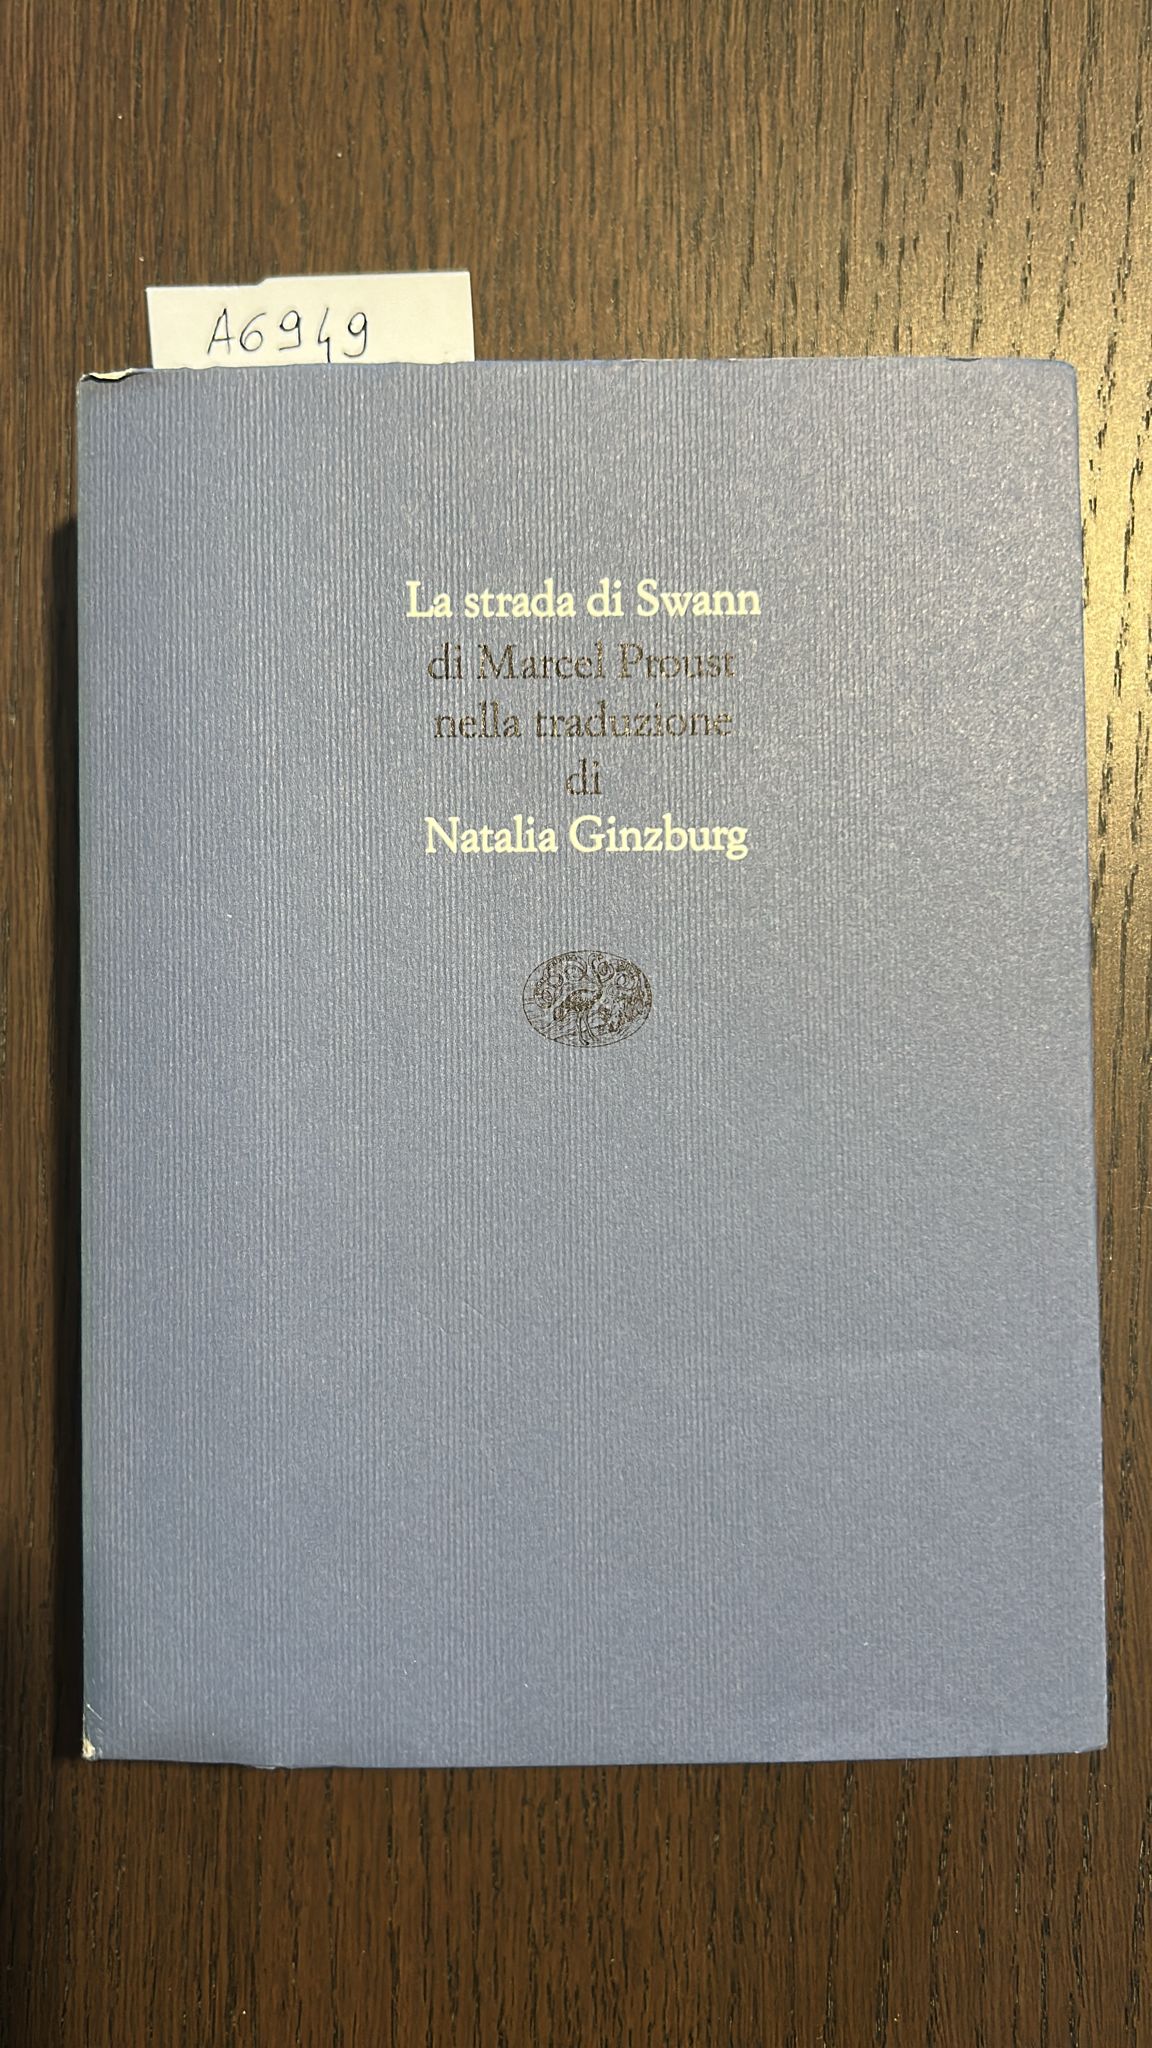 A6949
La strada di Swann
di Marcel Proust
nella traduzione
di
Natalia Ginzburg